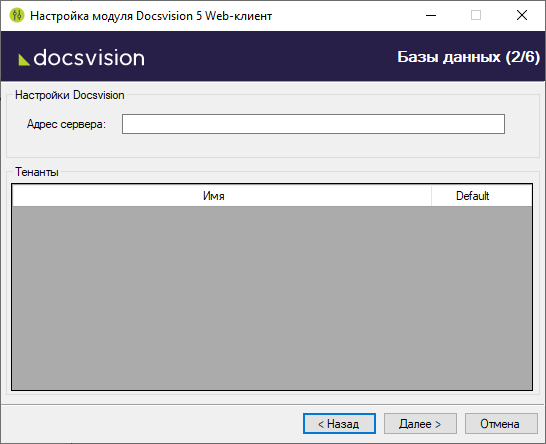 Настройка модуля Docsvision 5 Web-клиент
docsvision
Базы данных (2/6)
Настройки Docsvision
Адрес сервера:
Тенанты
Имя Default
< Назад Далее > Отмена